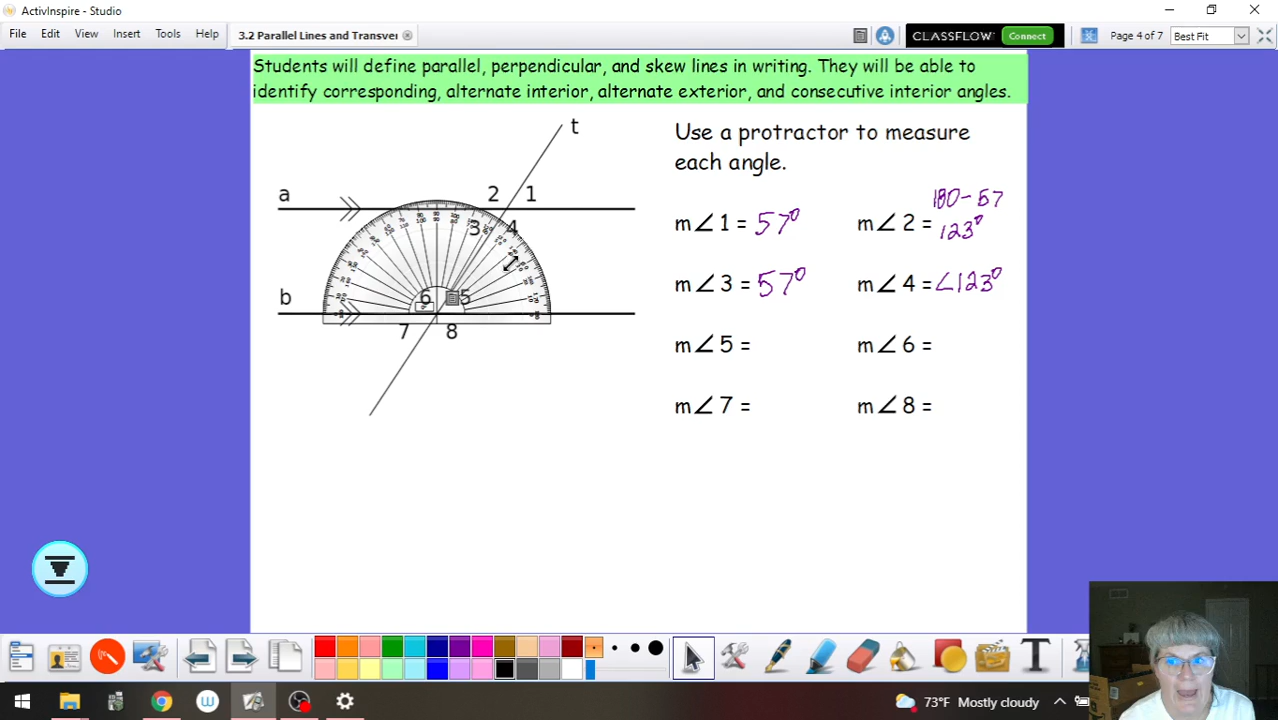 ActivInspire - Studio
File Edit View Insert Tools Help
3.2 Parallel Lines and Transver
CLASSFLOW Connect
Page 4 of 7
Best Fit
Students will define parallel, perpendicular, and skew lines in writing. They will be able to
identify corresponding, alternate interior, alternate exterior, and consecutive interior angles.
t
a
2 1
3 4
b
6 5
7 8
Use a protractor to measure
each angle.
180-57
m∠1 = 57° m∠2 = 123°
m∠3 = 57° m∠4 = ∠123°
m∠5 = m∠6 =
m∠7 = m∠8 =
T
73°F Mostly cloudy